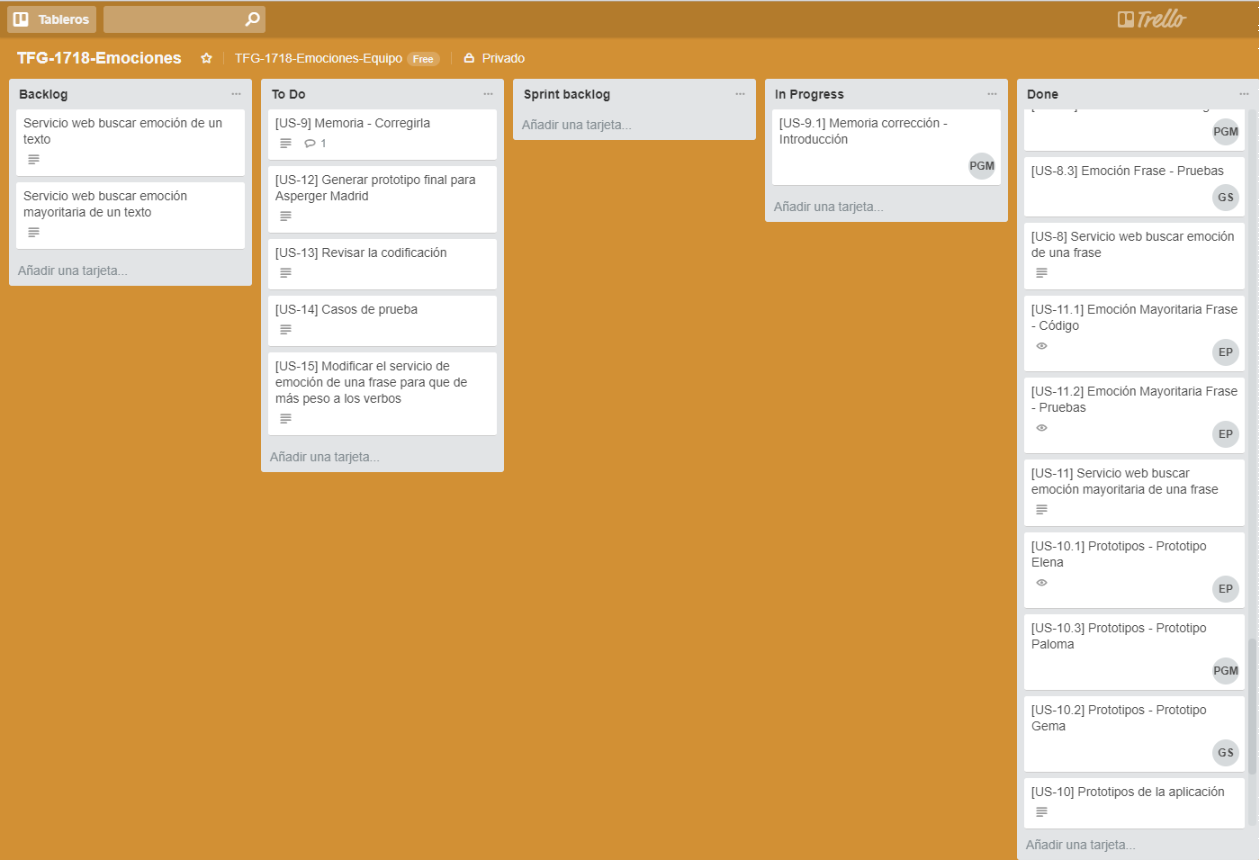 Tableros
Trello
TFG-1718-Emociones
TFG-1718-Emociones-Equipo Free
Privado
Backlog
Servicio web buscar emoción de un
texto
Servicio web buscar emoción
mayoritaria de un texto
Añadir una tarjeta...
To Do
[US-9] Memoria - Corregirla
1
[US-12] Generar prototipo final para
Asperger Madrid
[US-13] Revisar la codificación
[US-14] Casos de prueba
[US-15] Modificar el servicio de
emoción de una frase para que de
más peso a los verbos
Añadir una tarjeta...
Sprint backlog
Añadir una tarjeta...
In Progress
[US-9.1] Memoria corrección -
Introducción
PGM
Añadir una tarjeta...
Done
PGM
[US-8.3] Emoción Frase - Pruebas
GS
[US-8] Servicio web buscar emoción
de una frase
[US-11.1] Emoción Mayoritaria Frase
- Código
EP
[US-11.2] Emoción Mayoritaria Frase
- Pruebas
EP
[US-11] Servicio web buscar
emoción mayoritaria de una frase
[US-10.1] Prototipos - Prototipo
Elena
EP
[US-10.3] Prototipos - Prototipo
Paloma
PGM
[US-10.2] Prototipos - Prototipo
Gema
GS
[US-10] Prototipos de la aplicación
Añadir una tarjeta...